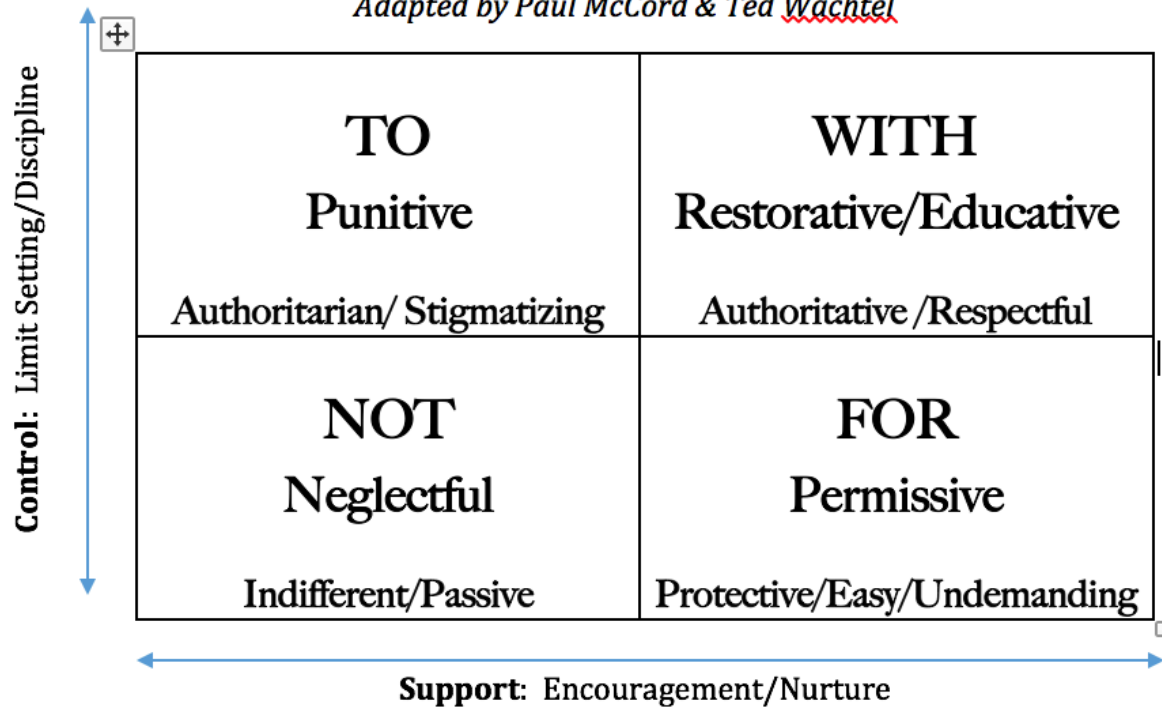 Adapted by Paul McCord & Ted Wachtel
Control: Limit Setting/Discipline
TO
Punitive
Authoritarian/ Stigmatizing
WITH
Restorative/Educative
Authoritative /Respectful
NOT
Neglectful
Indifferent/Passive
FOR
Permissive
Protective/Easy/Undemanding
Support: Encouragement/Nurture